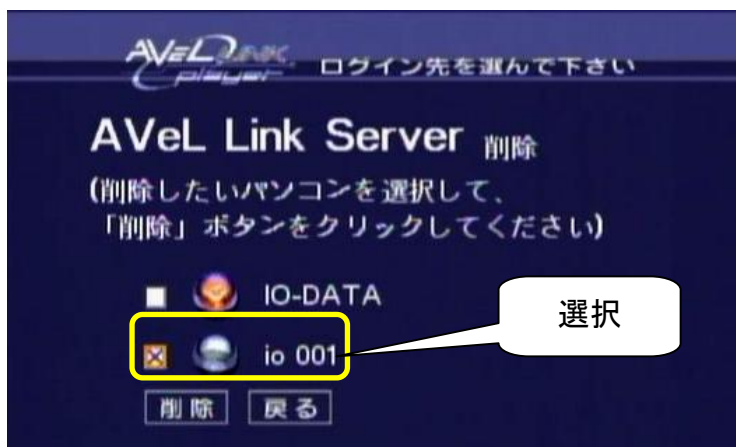 AVeL Link player ログイン先を選んで下さい
AVeL Link Server 削除
(削除したいパソコンを選択して、
「削除」ボタンをクリックしてください)
IO-DATA
io 001
選択
削除 戻る